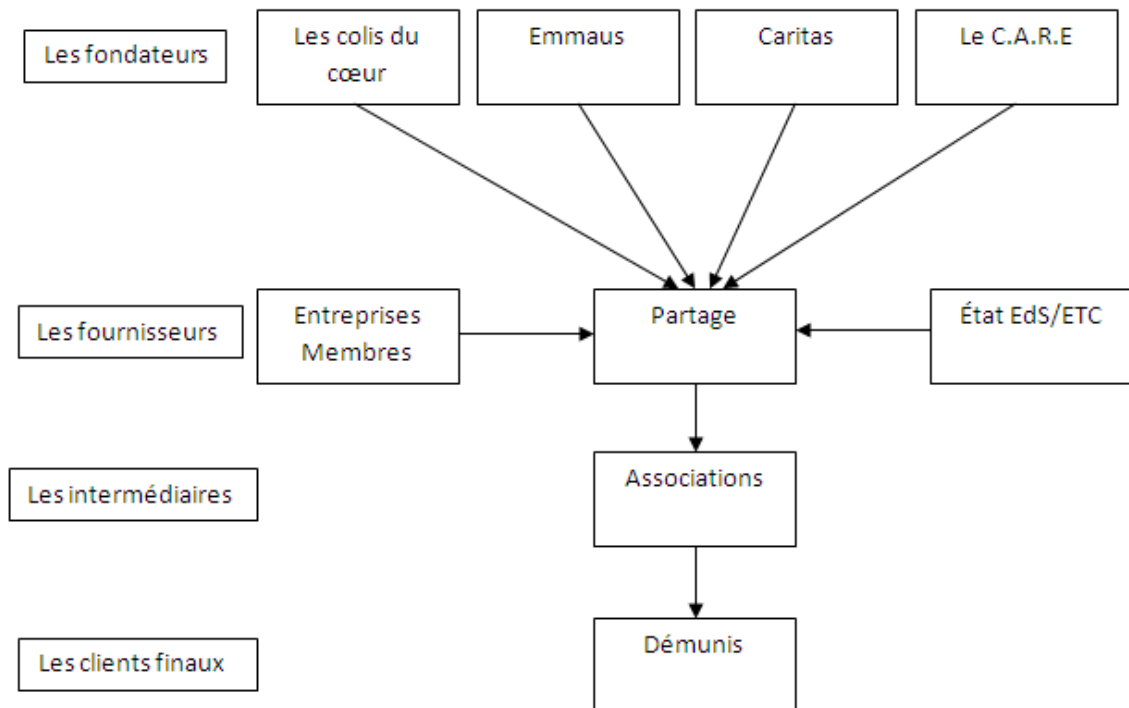 Les fondateurs
Les colis du
cœur
Emmaus
Caritas
Le C.A.R.E
Les fournisseurs
Entreprises
Membres
Partage
État EdS/ETC
Les intermédiaires
Associations
Les clients finaux
Démunis